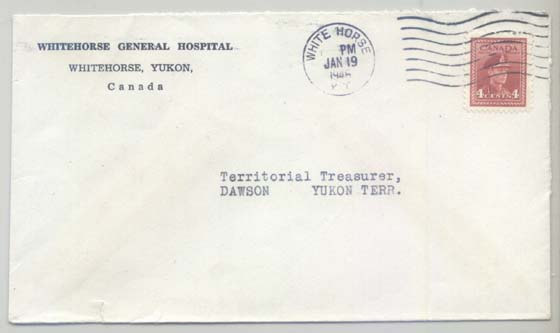 WHITEHORSE GENERAL HOSPITAL
WHITEHORSE, YUKON,
Canada
WHITE HORSE
PM
JAN 19
Y. T.
CANADA
4 CENTS 4
Territorial Treasurer,
DAWSON YUKON TERR.